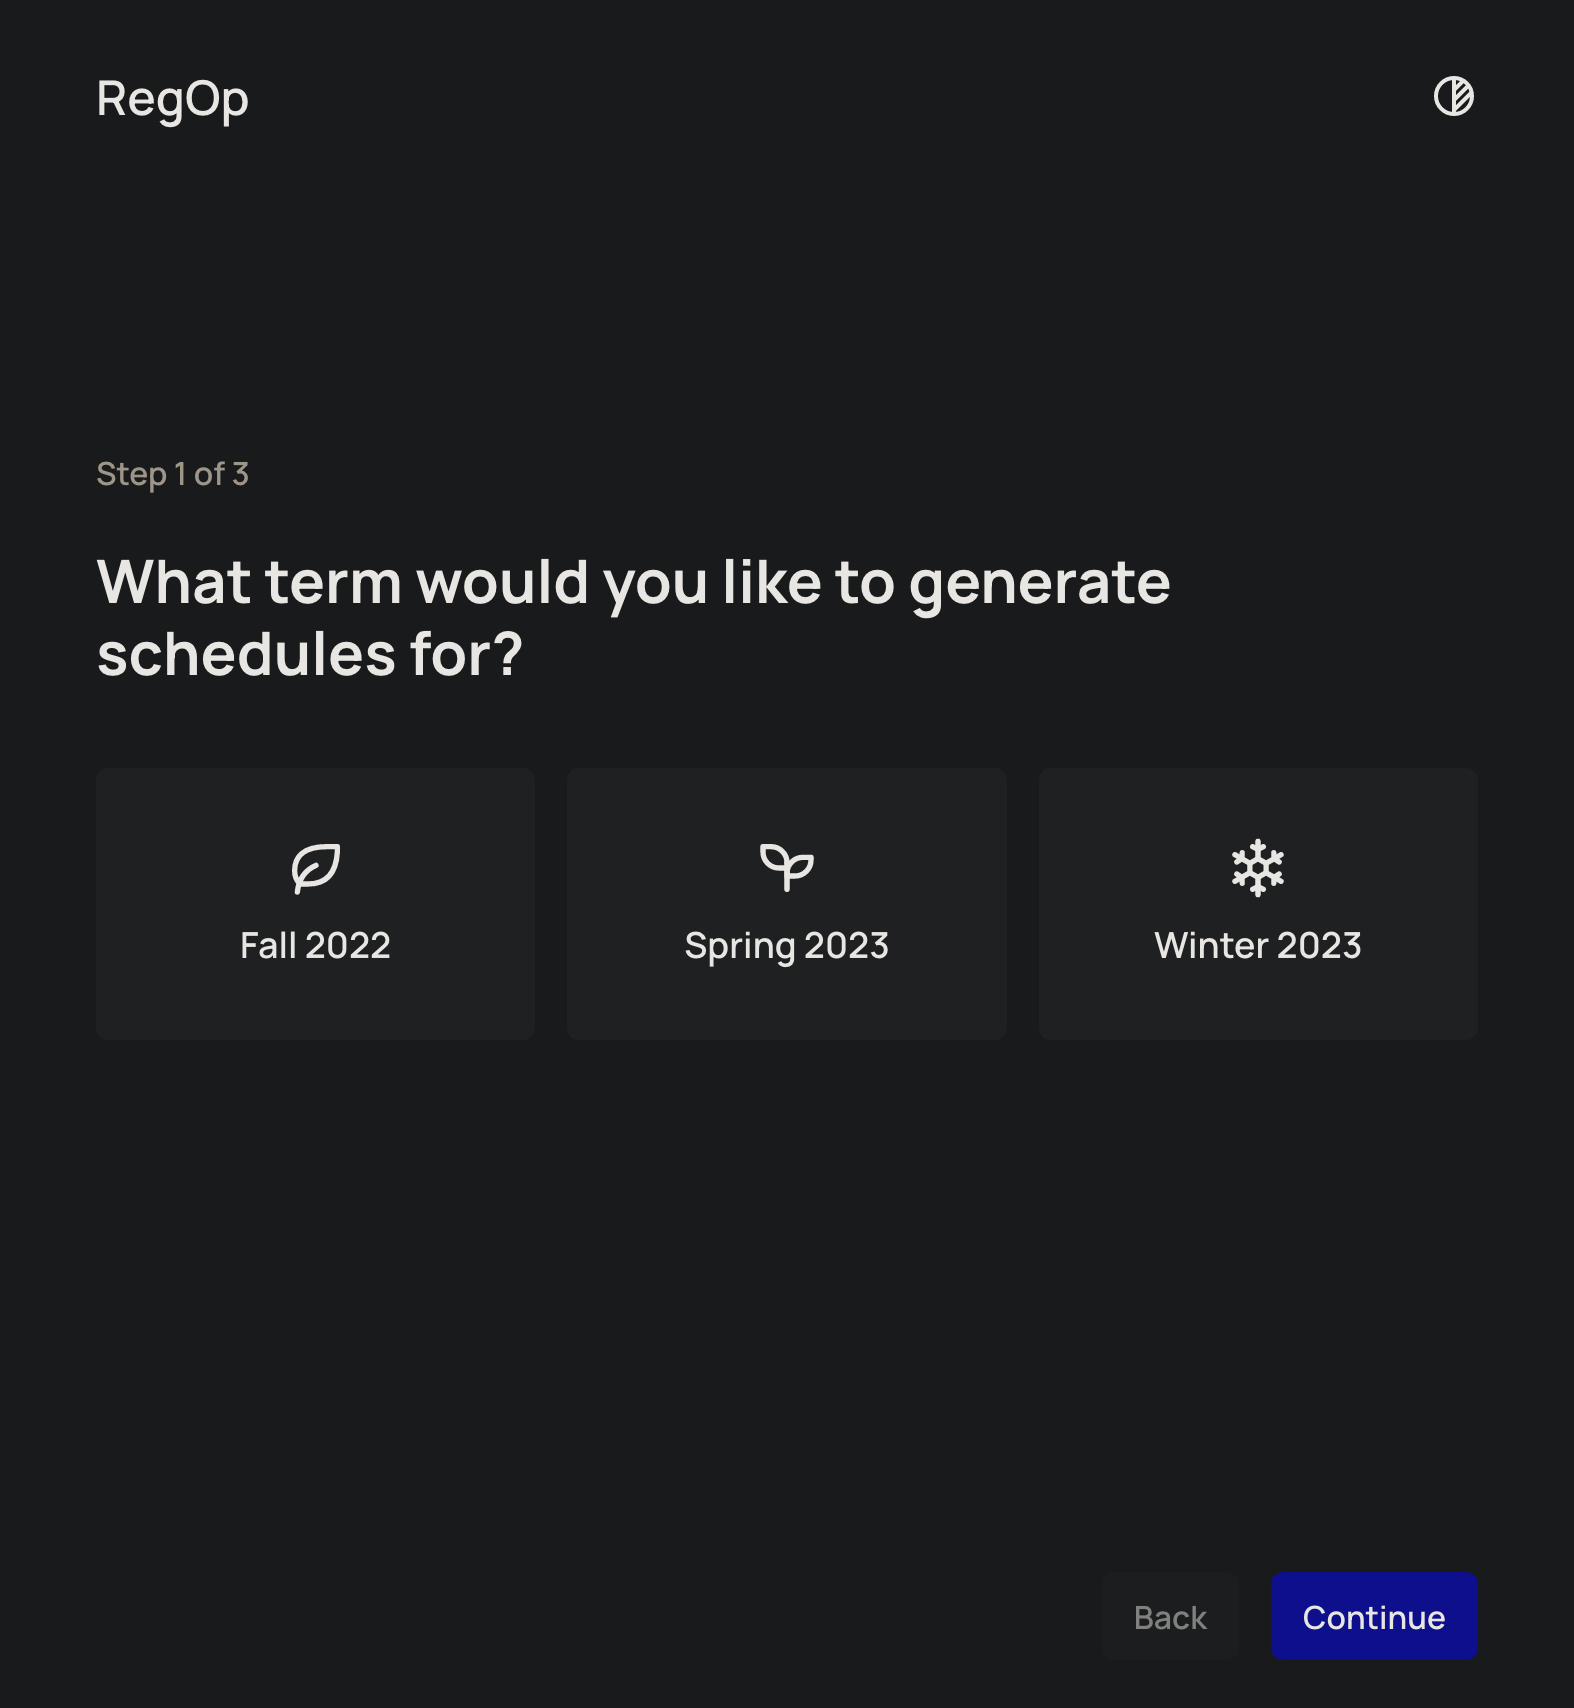 RegOp
Step 1 of 3
What term would you like to generate
schedules for?
Fall 2022
Spring 2023
Winter 2023
Back
Continue